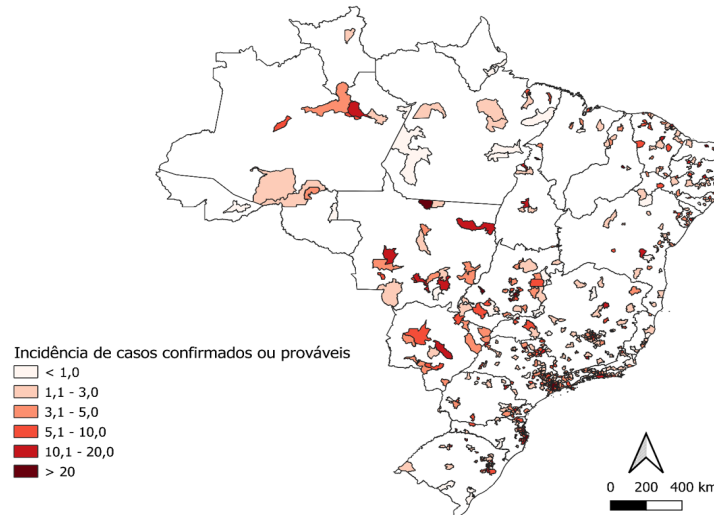 Incidência de casos confirmados ou prováveis
< 1,0
1,1 - 3,0
3,1 - 5,0
5,1 - 10,0
10,1 - 20,0
> 20
0 200 400 km